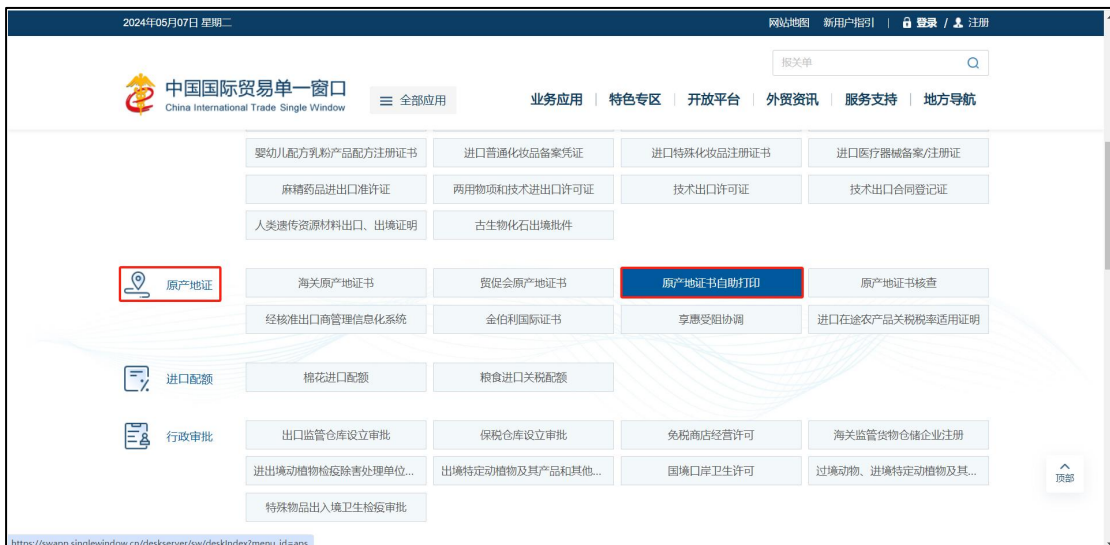 2024年05月07日 星期二 网站地图 新用户指引 | 登录 / 注册
报关单
中国国际贸易单一窗口
China International Trade Single Window
全部应用 业务应用 | 特色专区 | 开放平台 | 外贸资讯 | 服务支持 | 地方导航
婴幼儿配方乳粉产品配方注册证书 进口普通化妆品备案凭证 进口特殊化妆品注册证书 进口医疗器械备案/注册证
麻精药品进出口准许证 两用物项和技术进出口许可证 技术出口许可证 技术出口合同登记证
人类遗传资源材料出口、出境证明 古生物化石出境批件
原产地证 海关原产地证书 贸促会原产地证书 原产地证书自助打印 原产地证书核查
经核准出口商管理信息化系统 金伯利国际证书 享惠受阻协调 进口在途农产品关税税率适用证明
进口配额 棉花进口配额 粮食进口关税配额
行政审批 出口监管仓库设立审批 保税仓库设立审批 免税商店经营许可 海关监管货物仓储企业注册
进出境动植物检疫除害处理单位... 出境特定动植物及其产品和其他... 国境口岸卫生许可 过境动物、进境特定动植物及其...
顶部
特殊物品出入境卫生检疫审批
https://swapp.singlewindow.cn/deskserver/sw/deskIndex?menu_id=aps